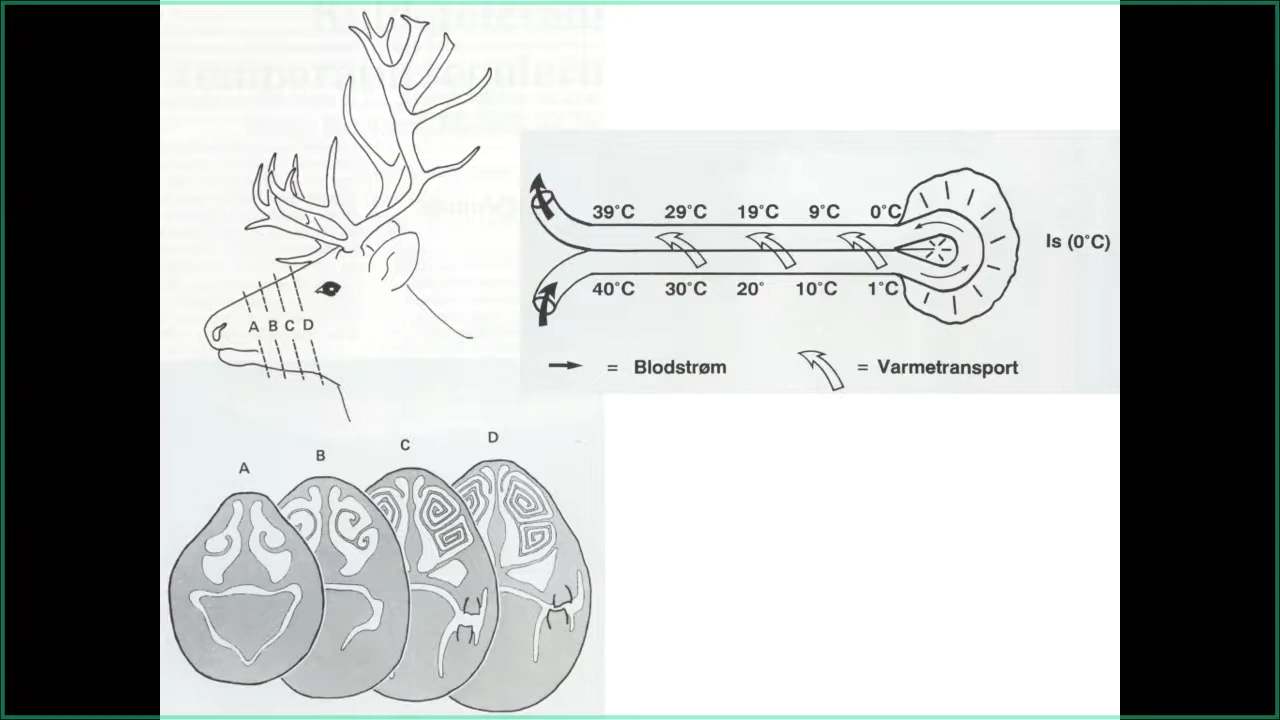 39°C 29°C 19°C 9°C 0°C
Is (0°C)
40°C 30°C 20° 10°C 1°C
= Blodstrøm
= Varmetransport
A B C D
A
B
C
D